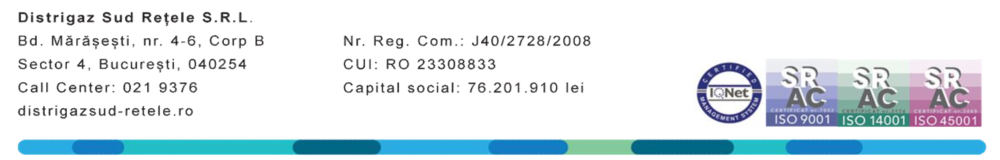 Distrigaz Sud Rețele S.R.L.
Bd. Mărășești, nr. 4-6, Corp B
Sector 4, București, 040254
Call Center: 021 9376
distrigazsud-retele.ro
Nr. Reg. Com.: J40/2728/2008
CUI: RO 23308833
Capital social: 76.201.910 lei
CERTIFIED
IQNet
MANAGEMENT SYSTEM
SR
AC
CERTIFICAT nr.
ISO 9001
SR
AC
CERTIFICAT nr.
ISO 14001
SR
AC
CERTIFICAT nr.
ISO 45001